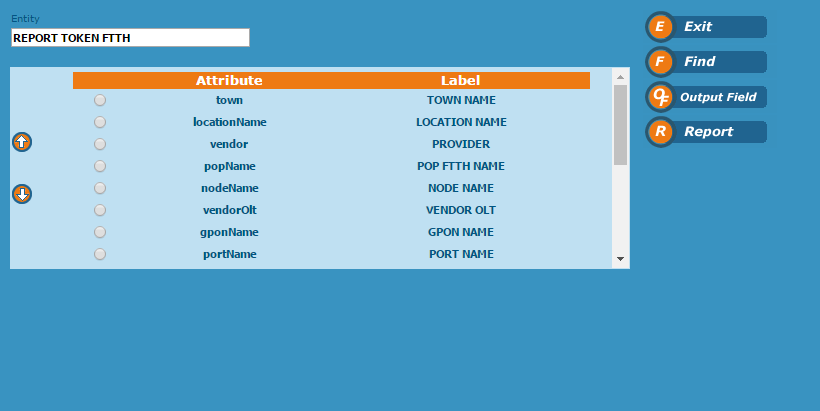 Entity
REPORT TOKEN FTTH
Attribute Label
town TOWN NAME
locationName LOCATION NAME
vendor PROVIDER
popName POP FTTH NAME
nodeName NODE NAME
vendorOlt VENDOR OLT
gponName GPON NAME
portName PORT NAME
E Exit
F Find
OF Output Field
R Report